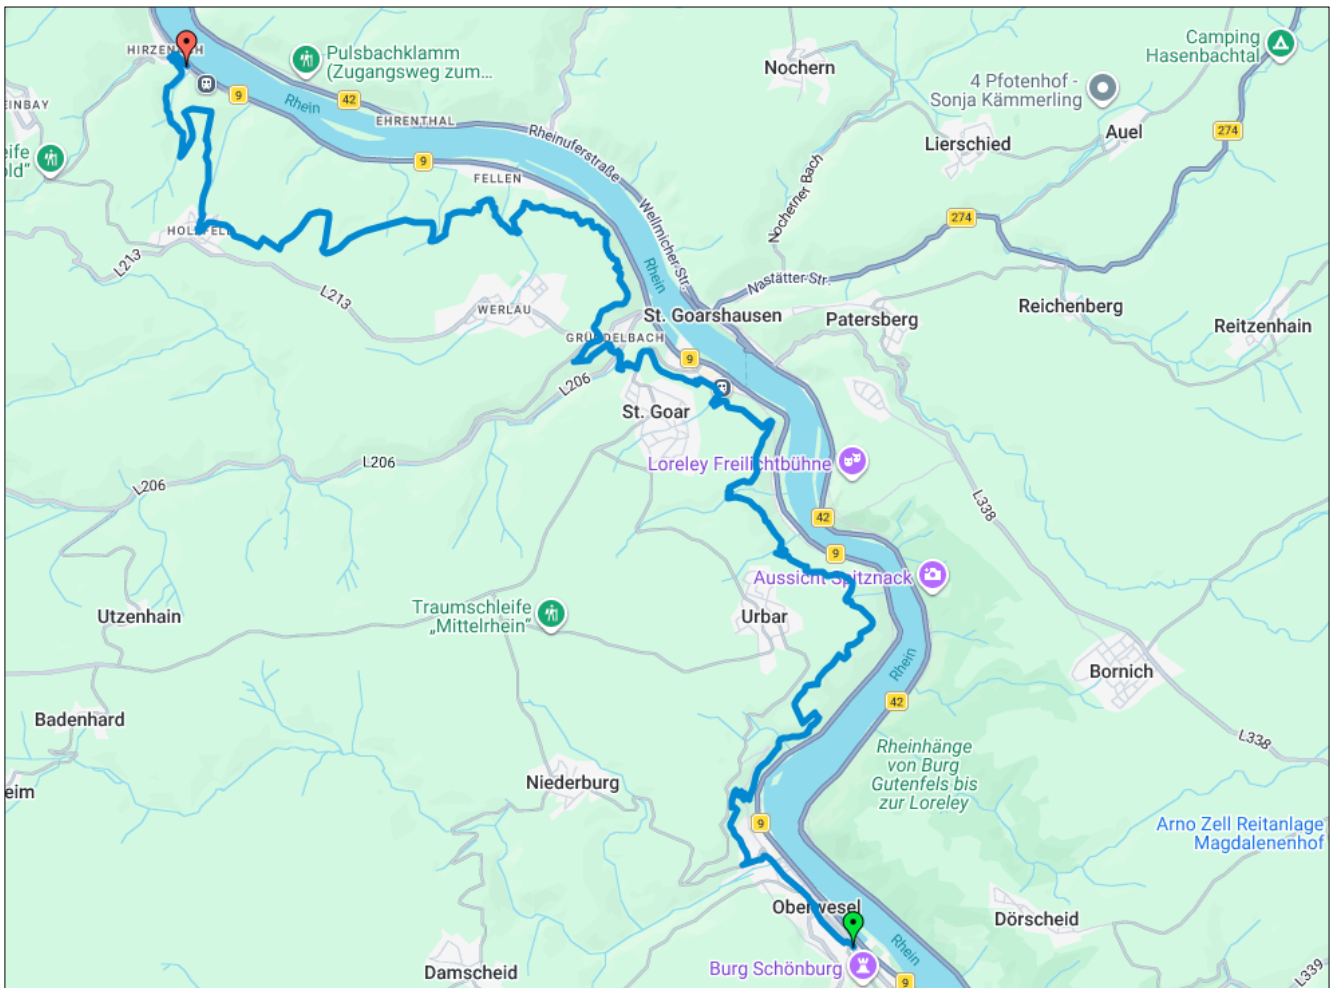 HIRZEN CH
Pulsbachklamm
(Zugangsweg zum...
Nochern
Camping
Hasenbachtal
4 Pfotenhof -
Sonja Kämmerling
EINBAY
9
Rhein
42
EHRENTHAL
Rheinuferstraße
Auel
274
Lierschied
eife
old"
9
FELLEN
Nocherner Bach
Wellmicher Str.
274
HOLZFELD
L213
Rhein
Nastätter Str.
L213
WERLAU
St. Goarshausen
Patersberg
Reichenberg
Reitzenhain
GRÜNDELBACH
9
L206
St. Goar
L206
Loreley Freilichtbühne
L206
L338
42
9
Aussicht Spitznack
Utzenhain
Traumschleife
„Mittelrhein"
Urbar
Rhein
Bornich
42
Badenhard
L338
Rheinhänge
von Burg
Gutenfels bis
zur Loreley
Niederburg
eim
9
Arno Zell Reitanlage
Magdalenenhof
Oberwesel
Dörscheid
Rhein
Damscheid
Burg Schönburg
9
L339